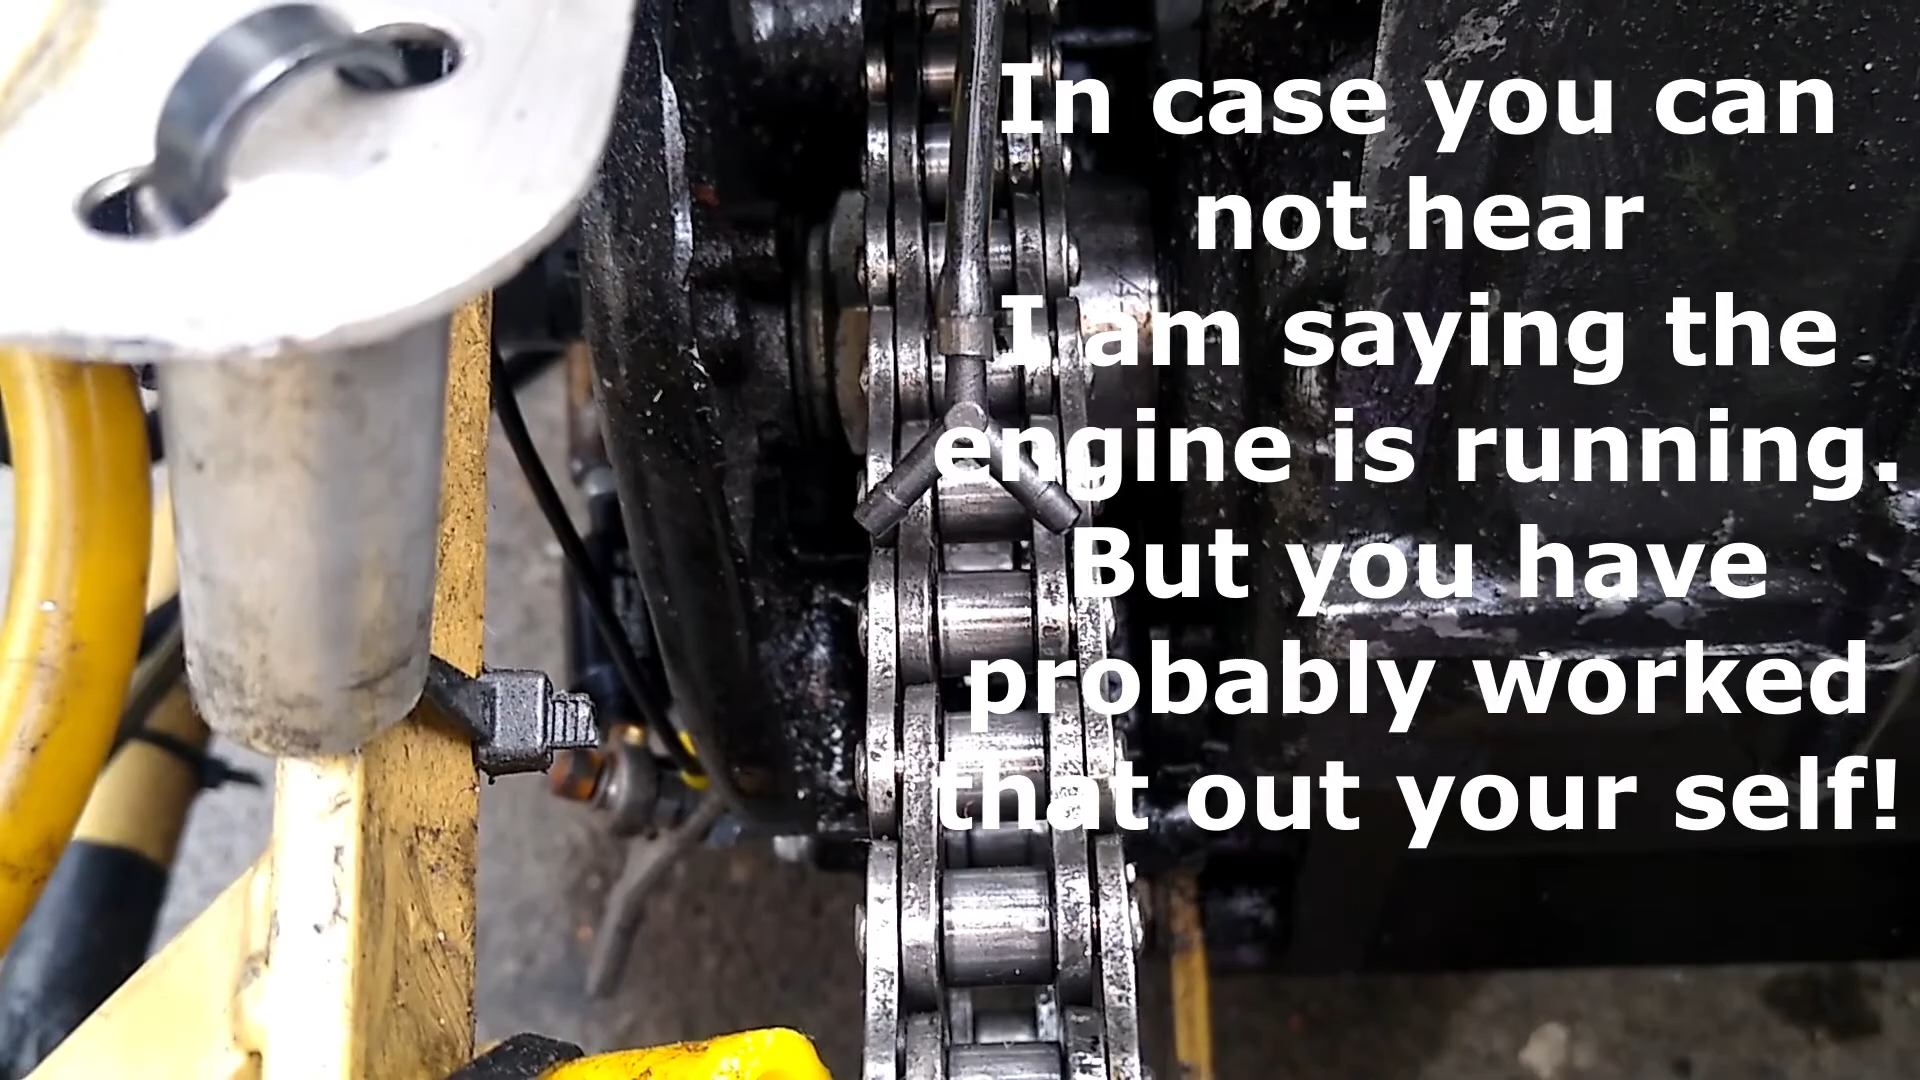 In case you can
not hear
I am saying the
engine is running.
But you have
probably worked
that out your self!